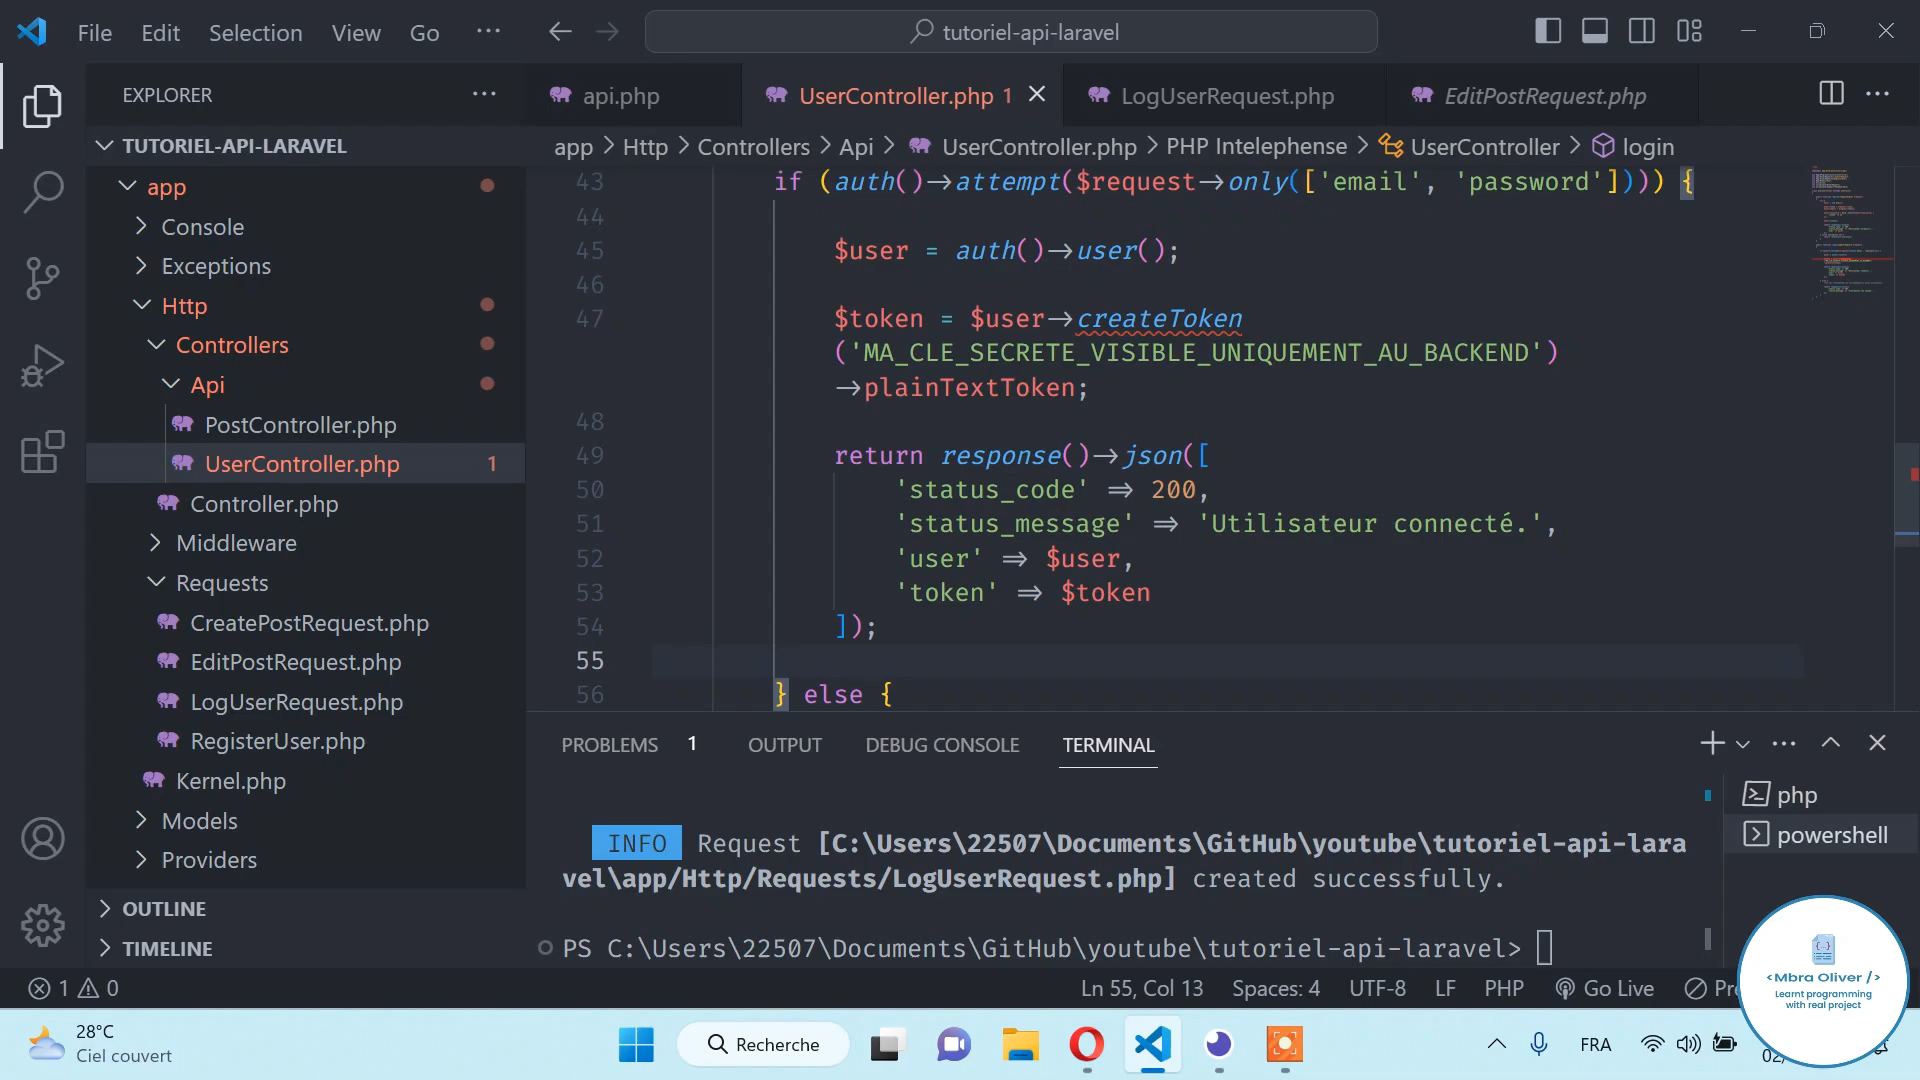 File Edit Selection View Go ··· tutoriel-api-laravel
EXPLORER ···
api.php UserController.php 1 LogUserRequest.php EditPostRequest.php
TUTORIEL-API-LARAVEL
app > Http > Controllers > Api > UserController.php > PHP Intelephense > UserController > login
app
Console
Exceptions
Http
Controllers
Api
PostController.php
UserController.php 1
Controller.php
Middleware
Requests
CreatePostRequest.php
EditPostRequest.php
LogUserRequest.php
RegisterUser.php
Kernel.php
Models
Providers
OUTLINE
TIMELINE
43 if (auth()->attempt($request->only(['email', 'password']))) {
44
45 $user = auth()->user();
46
47 $token = $user->createToken
('MA_CLE_SECRETE_VISIBLE_UNIQUEMENT_AU_BACKEND')
->plainTextToken;
48
49 return response()->json([
50 'status_code' => 200,
51 'status_message' => 'Utilisateur connecté.',
52 'user' => $user,
53 'token' => $token
54 ]);
55
56 } else {
PROBLEMS 1 OUTPUT DEBUG CONSOLE TERMINAL
php
powershell
INFO Request [C:\Users\22507\Documents\GitHub\youtube\tutoriel-api-lara
vel\app/Http/Requests/LogUserRequest.php] created successfully.
PS C:\Users\22507\Documents\GitHub\youtube\tutoriel-api-laravel>
1 0 Ln 55, Col 13 Spaces: 4 UTF-8 LF PHP Go Live
<Mbra Oliver />
Learnt programming
with real project
28°C
Ciel couvert
Recherche
FRA